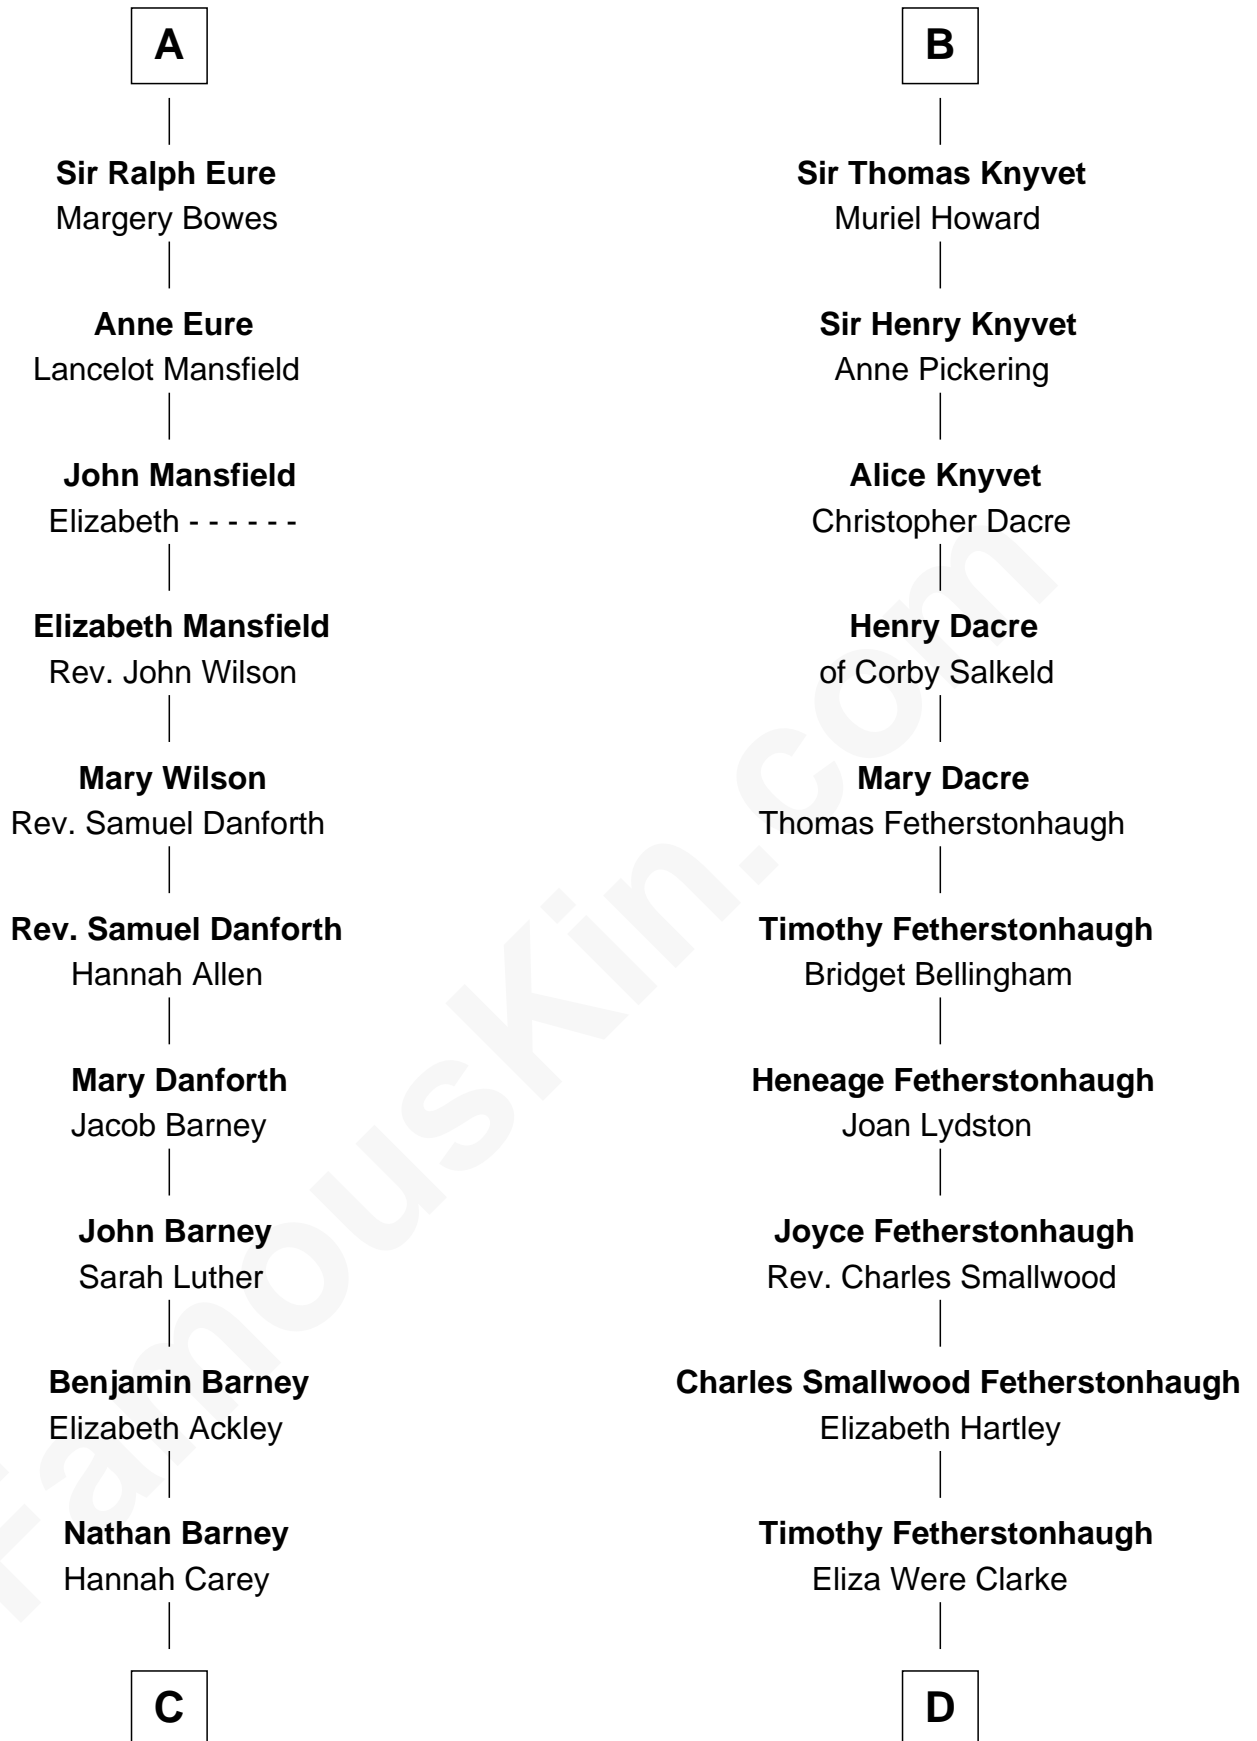 A
Sir Ralph Eure
Margery Bowes
Anne Eure
Lancelot Mansfield
John Mansfield
Elizabeth - - - - - -
Elizabeth Mansfield
Rev. John Wilson
Mary Wilson
Rev. Samuel Danforth
Rev. Samuel Danforth
Hannah Allen
Mary Danforth
Jacob Barney
John Barney
Sarah Luther
Benjamin Barney
Elizabeth Ackley
Nathan Barney
Hannah Carey
C
B
Sir Thomas Knyvet
Muriel Howard
Sir Henry Knyvet
Anne Pickering
Alice Knyvet
Christopher Dacre
Henry Dacre
of Corby Salkeld
Mary Dacre
Thomas Fetherstonhaugh
Timothy Fetherstonhaugh
Bridget Bellingham
Heneage Fetherstonhaugh
Joan Lydston
Joyce Fetherstonhaugh
Rev. Charles Smallwood
Charles Smallwood Fetherstonhaugh
Elizabeth Hartley
Timothy Fetherstonhaugh
Eliza Were Clarke
D
FamousKin.com